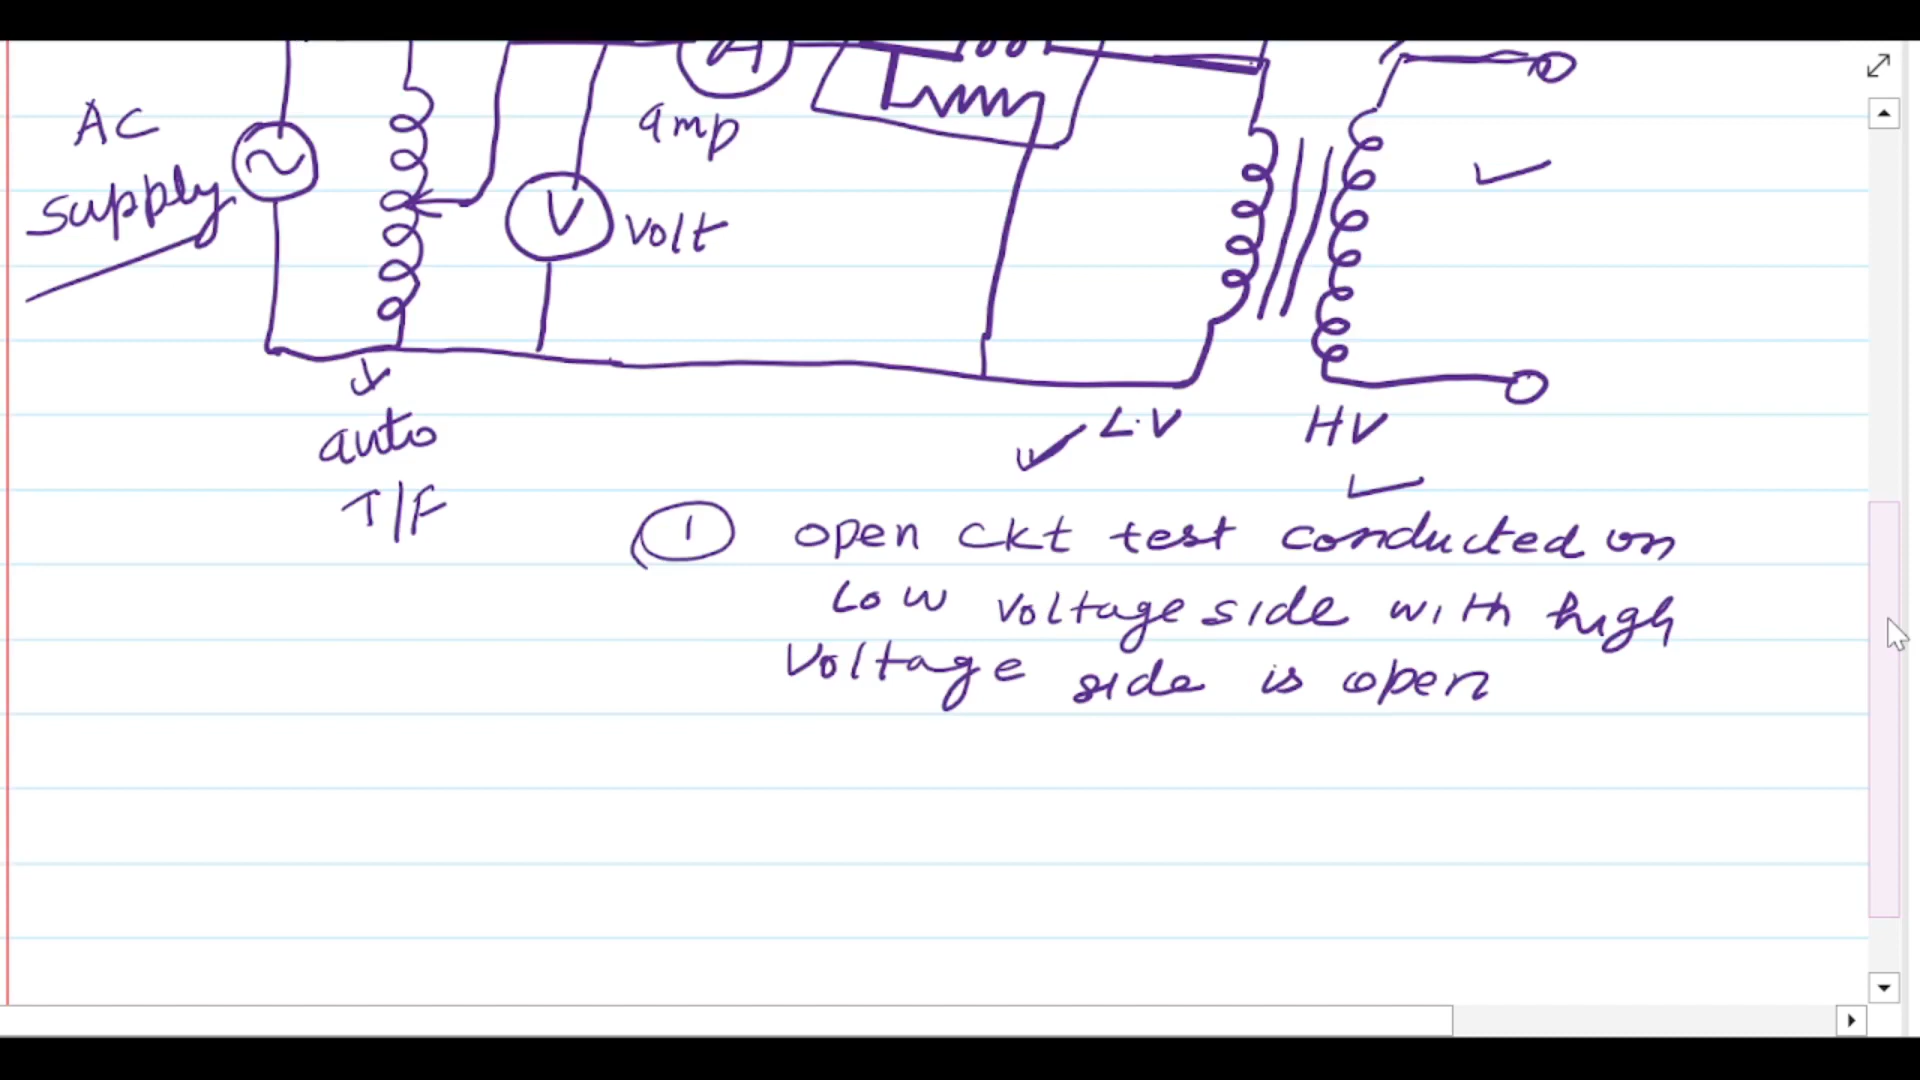 A
AC
amp
supply
V volt
L.V HV
auto
T/F
1 open ckt test conducted on
Low voltage side with high
Voltage side is open